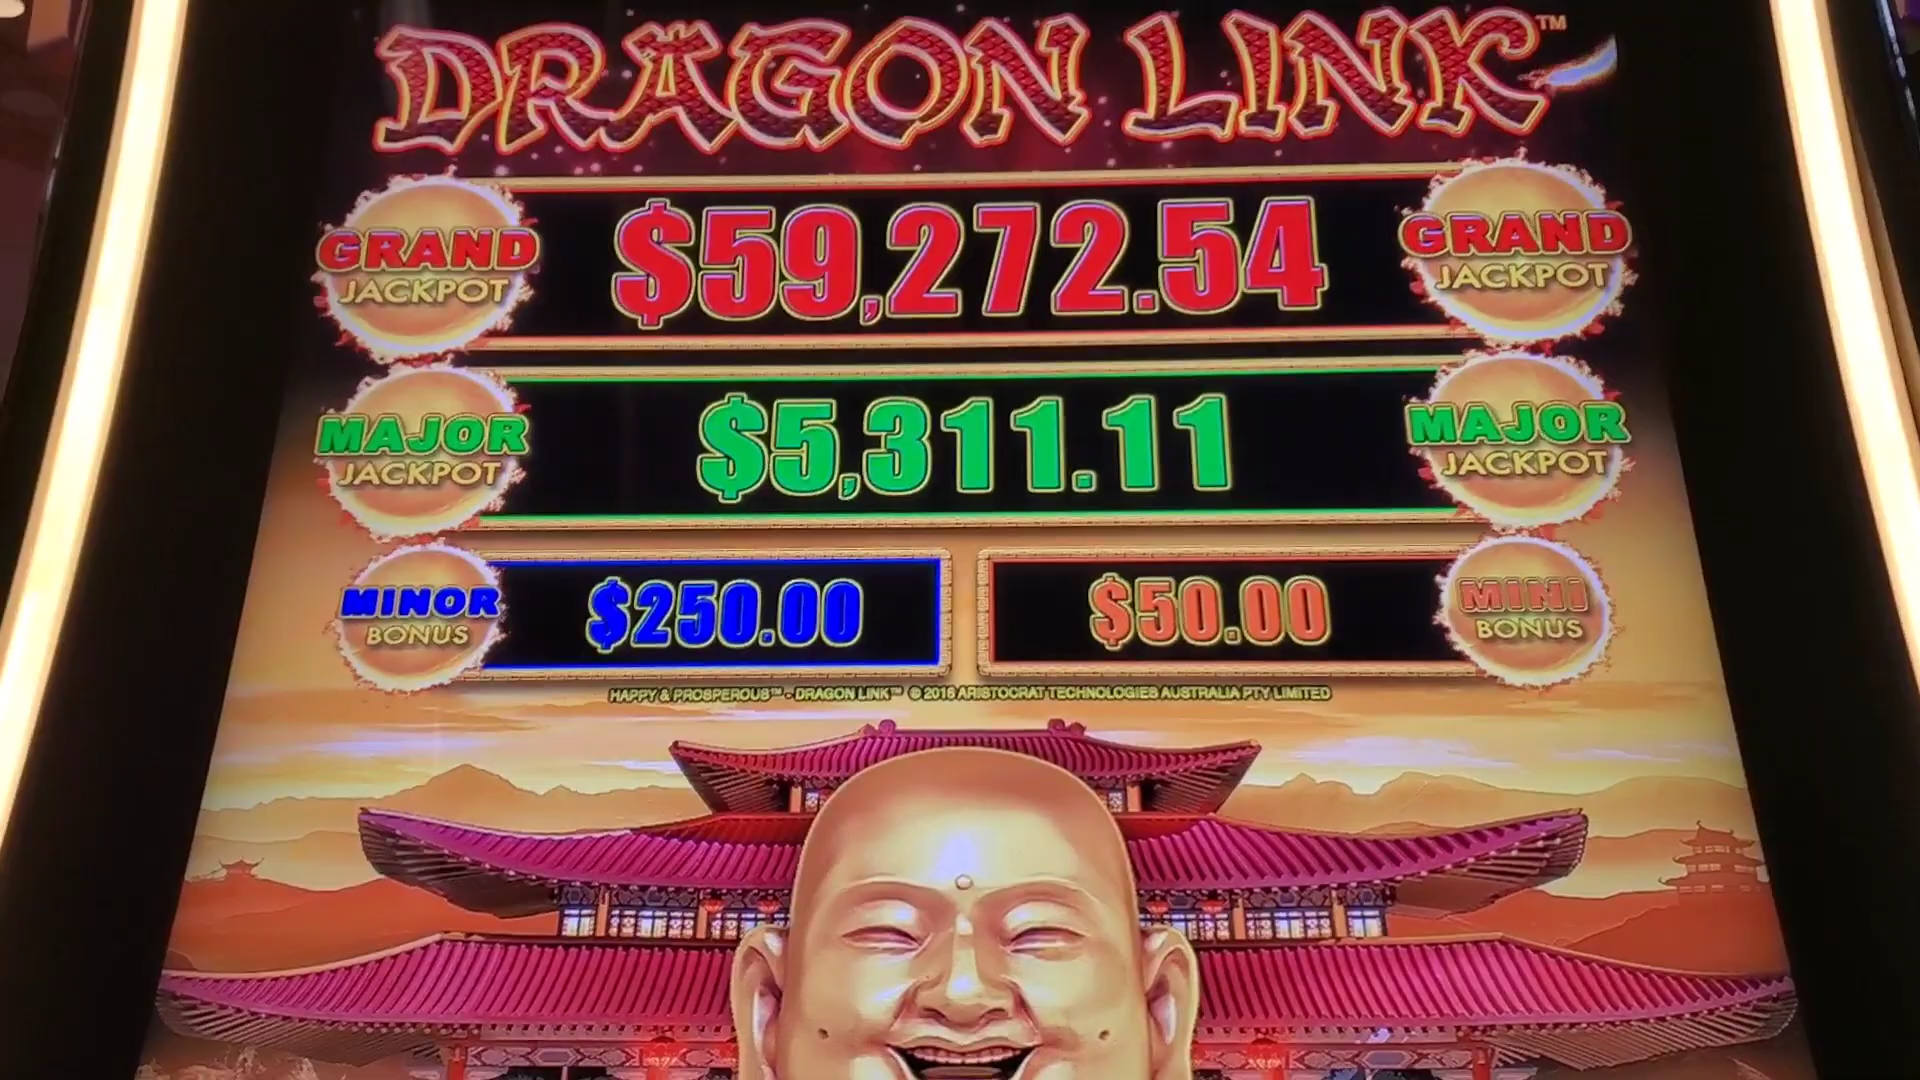 DRAGON LINK™
GRAND JACKPOT
$59,272.54
GRAND JACKPOT
MAJOR JACKPOT
$5,311.11
MAJOR JACKPOT
MINOR BONUS
$250.00
$50.00
MINI BONUS
HAPPY & PROSPEROUS™ - DRAGON LINK™ © 2016 ARISTOCRAT TECHNOLOGIES AUSTRALIA PTY LIMITED